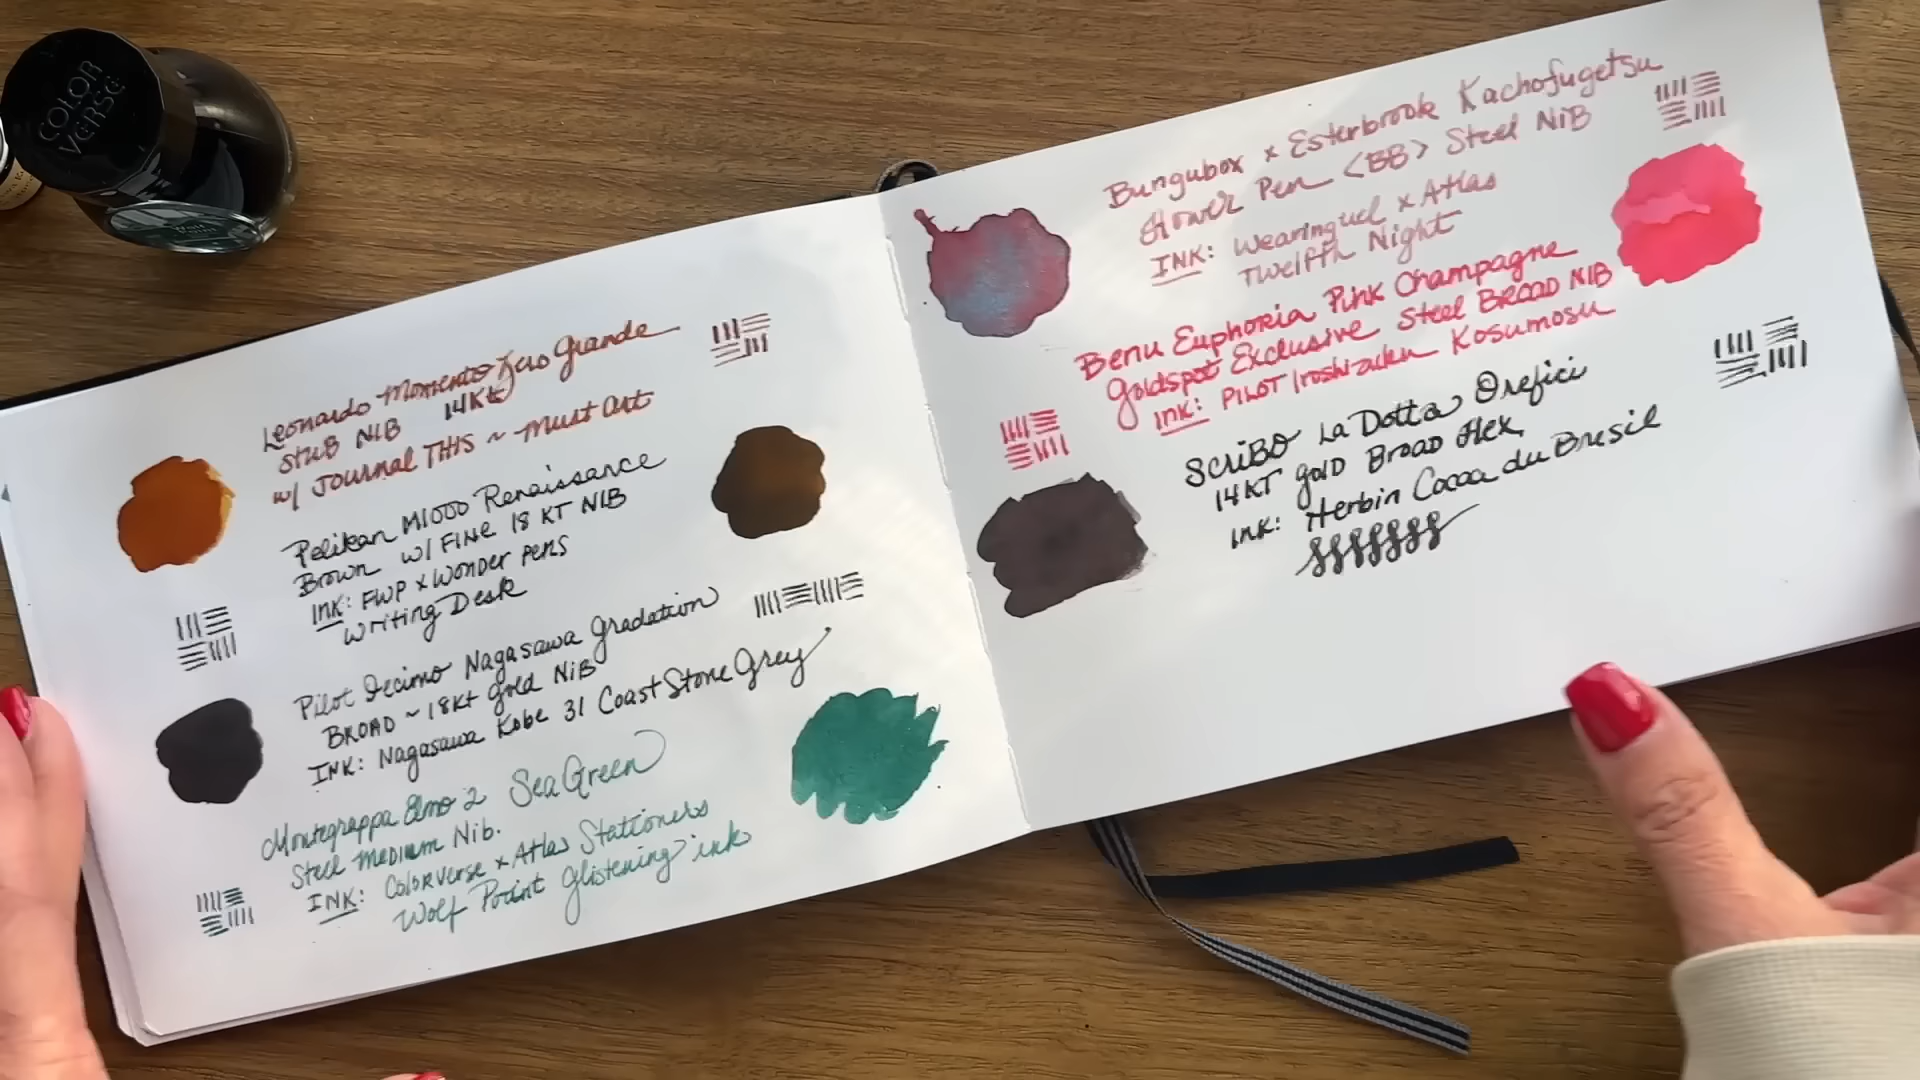 COLOR
VERSE
Leonardo Momento Zero Grande
Stub NIB 14Kt
w/ JOURNAL THIS ~ Must Art
Pelikan M1000 Renaissance
Brown w/ FINE 18 KT NIB
INK: FWP x Wonder Pens
Writing Desk
Pilot Decimo Nagasawa Gradation
BROAD ~ 18Kt Gold NiB
INK: Nagasawa Kobe 31 Coast Stone Grey
Montegrappa Elmo 2 Sea Green
Steel MEDIUM Nib.
INK: Colorverse x Atlas Stationers
Wolf Point glistening ink
Bungubox x Esterbrook Kachofugetsu
Flower Pen <BB> Steel NiB
INK: Wearingeul x Atlas
Twelfth Night
Benu Euphoria Pink Champagne
Goldspot Exclusive Steel BROAD NIB
INK: PILOT Iroshizuku Kosumosu
SCRIBO La Dotta Orefici
14KT gold Broad Flex
INK: Herbin Cacao du Bresil